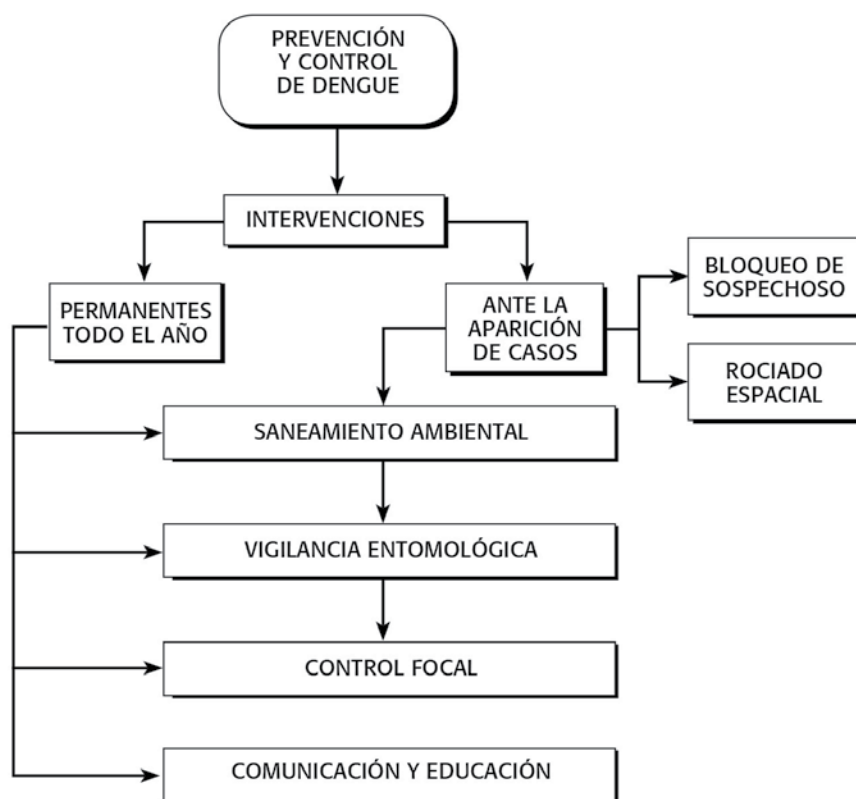 PREVENCIÓN
Y CONTROL
DE DENGUE
INTERVENCIONES
PERMANENTES
TODO EL AÑO
ANTE LA
APARICIÓN
DE CASOS
BLOQUEO DE
SOSPECHOSO
ROCIADO
ESPACIAL
SANEAMIENTO AMBIENTAL
VIGILANCIA ENTOMOLÓGICA
CONTROL FOCAL
COMUNICACIÓN Y EDUCACIÓN